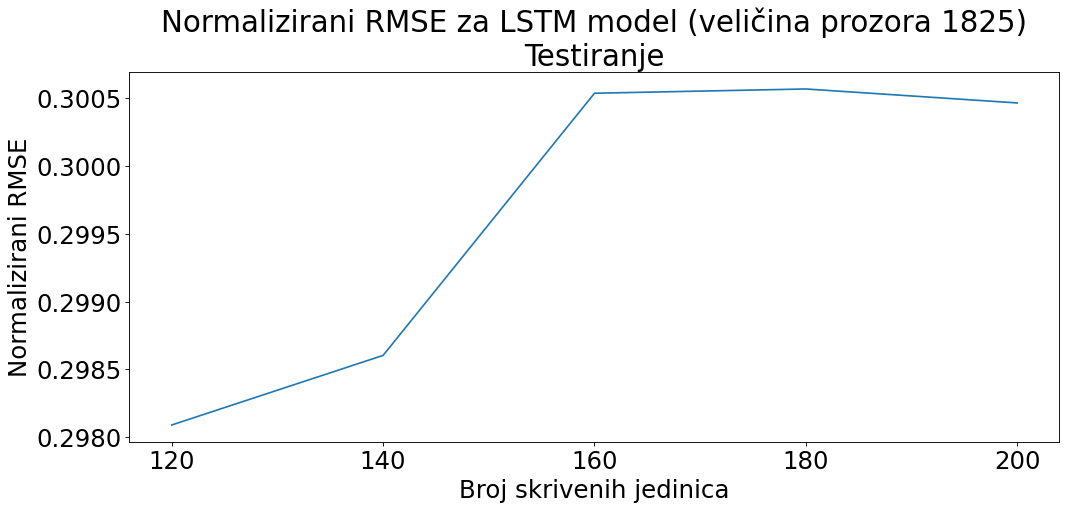 Normalizirani RMSE za LSTM model (veličina prozora 1825)
Testiranje
Normalizirani RMSE
0.3005
0.3000
0.2995
0.2990
0.2985
0.2980
120 140 160 180 200
Broj skrivenih jedinica